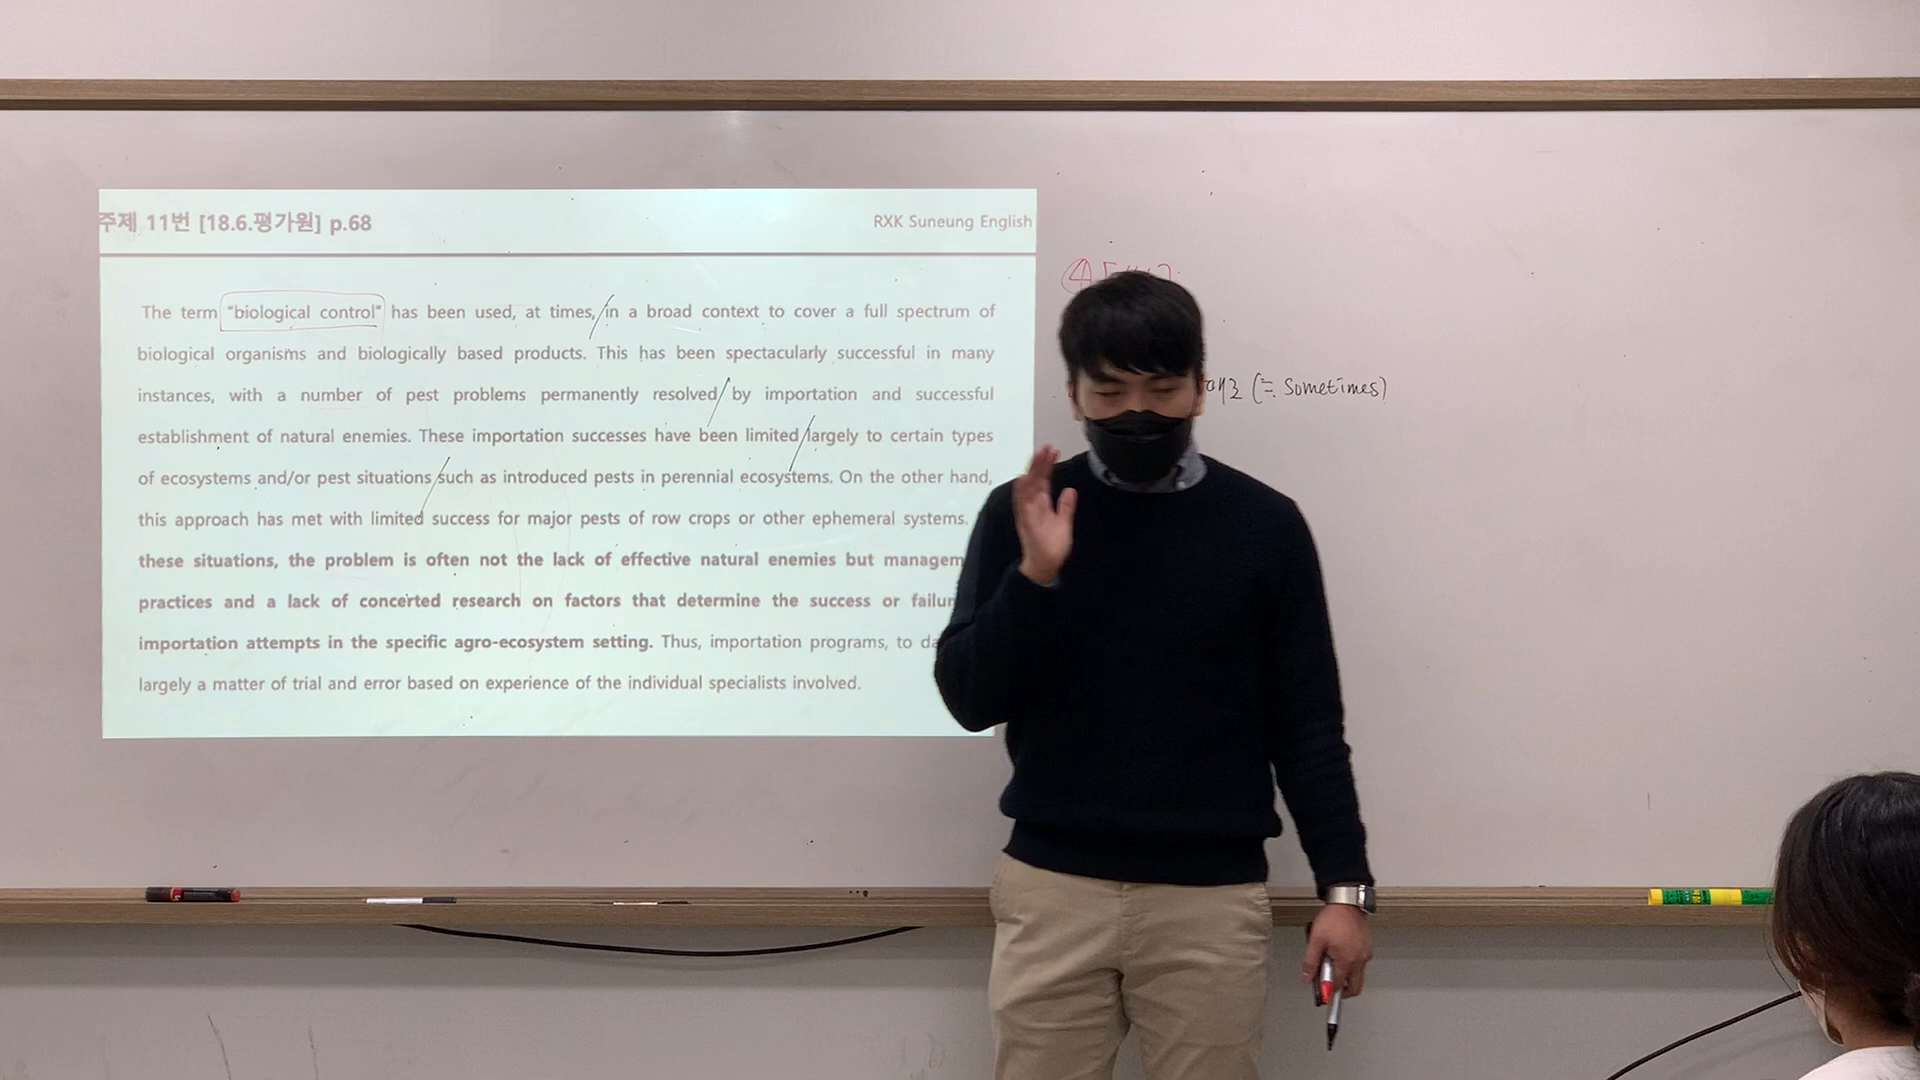 주제 11번 [18.6.평가원] p.68
RXK Suneung English
The term "biological control" has been used, at times, in a broad context to cover a full spectrum of
biological organisms and biologically based products. This has been spectacularly successful in many
instances, with a number of pest problems permanently resolved by importation and successful
establishment of natural enemies. These importation successes have been limited largely to certain types
of ecosystems and/or pest situations such as introduced pests in perennial ecosystems. On the other hand,
this approach has met with limited success for major pests of row crops or other ephemeral systems.
these situations, the problem is often not the lack of effective natural enemies but
practices and a lack of concerted research on factors that determine the success or
importation attempts in the specific agro-ecosystem setting. Thus, importation programs, to
largely a matter of trial and error based on experience of the individual specialists involved.
④
(≒ Sometimes)